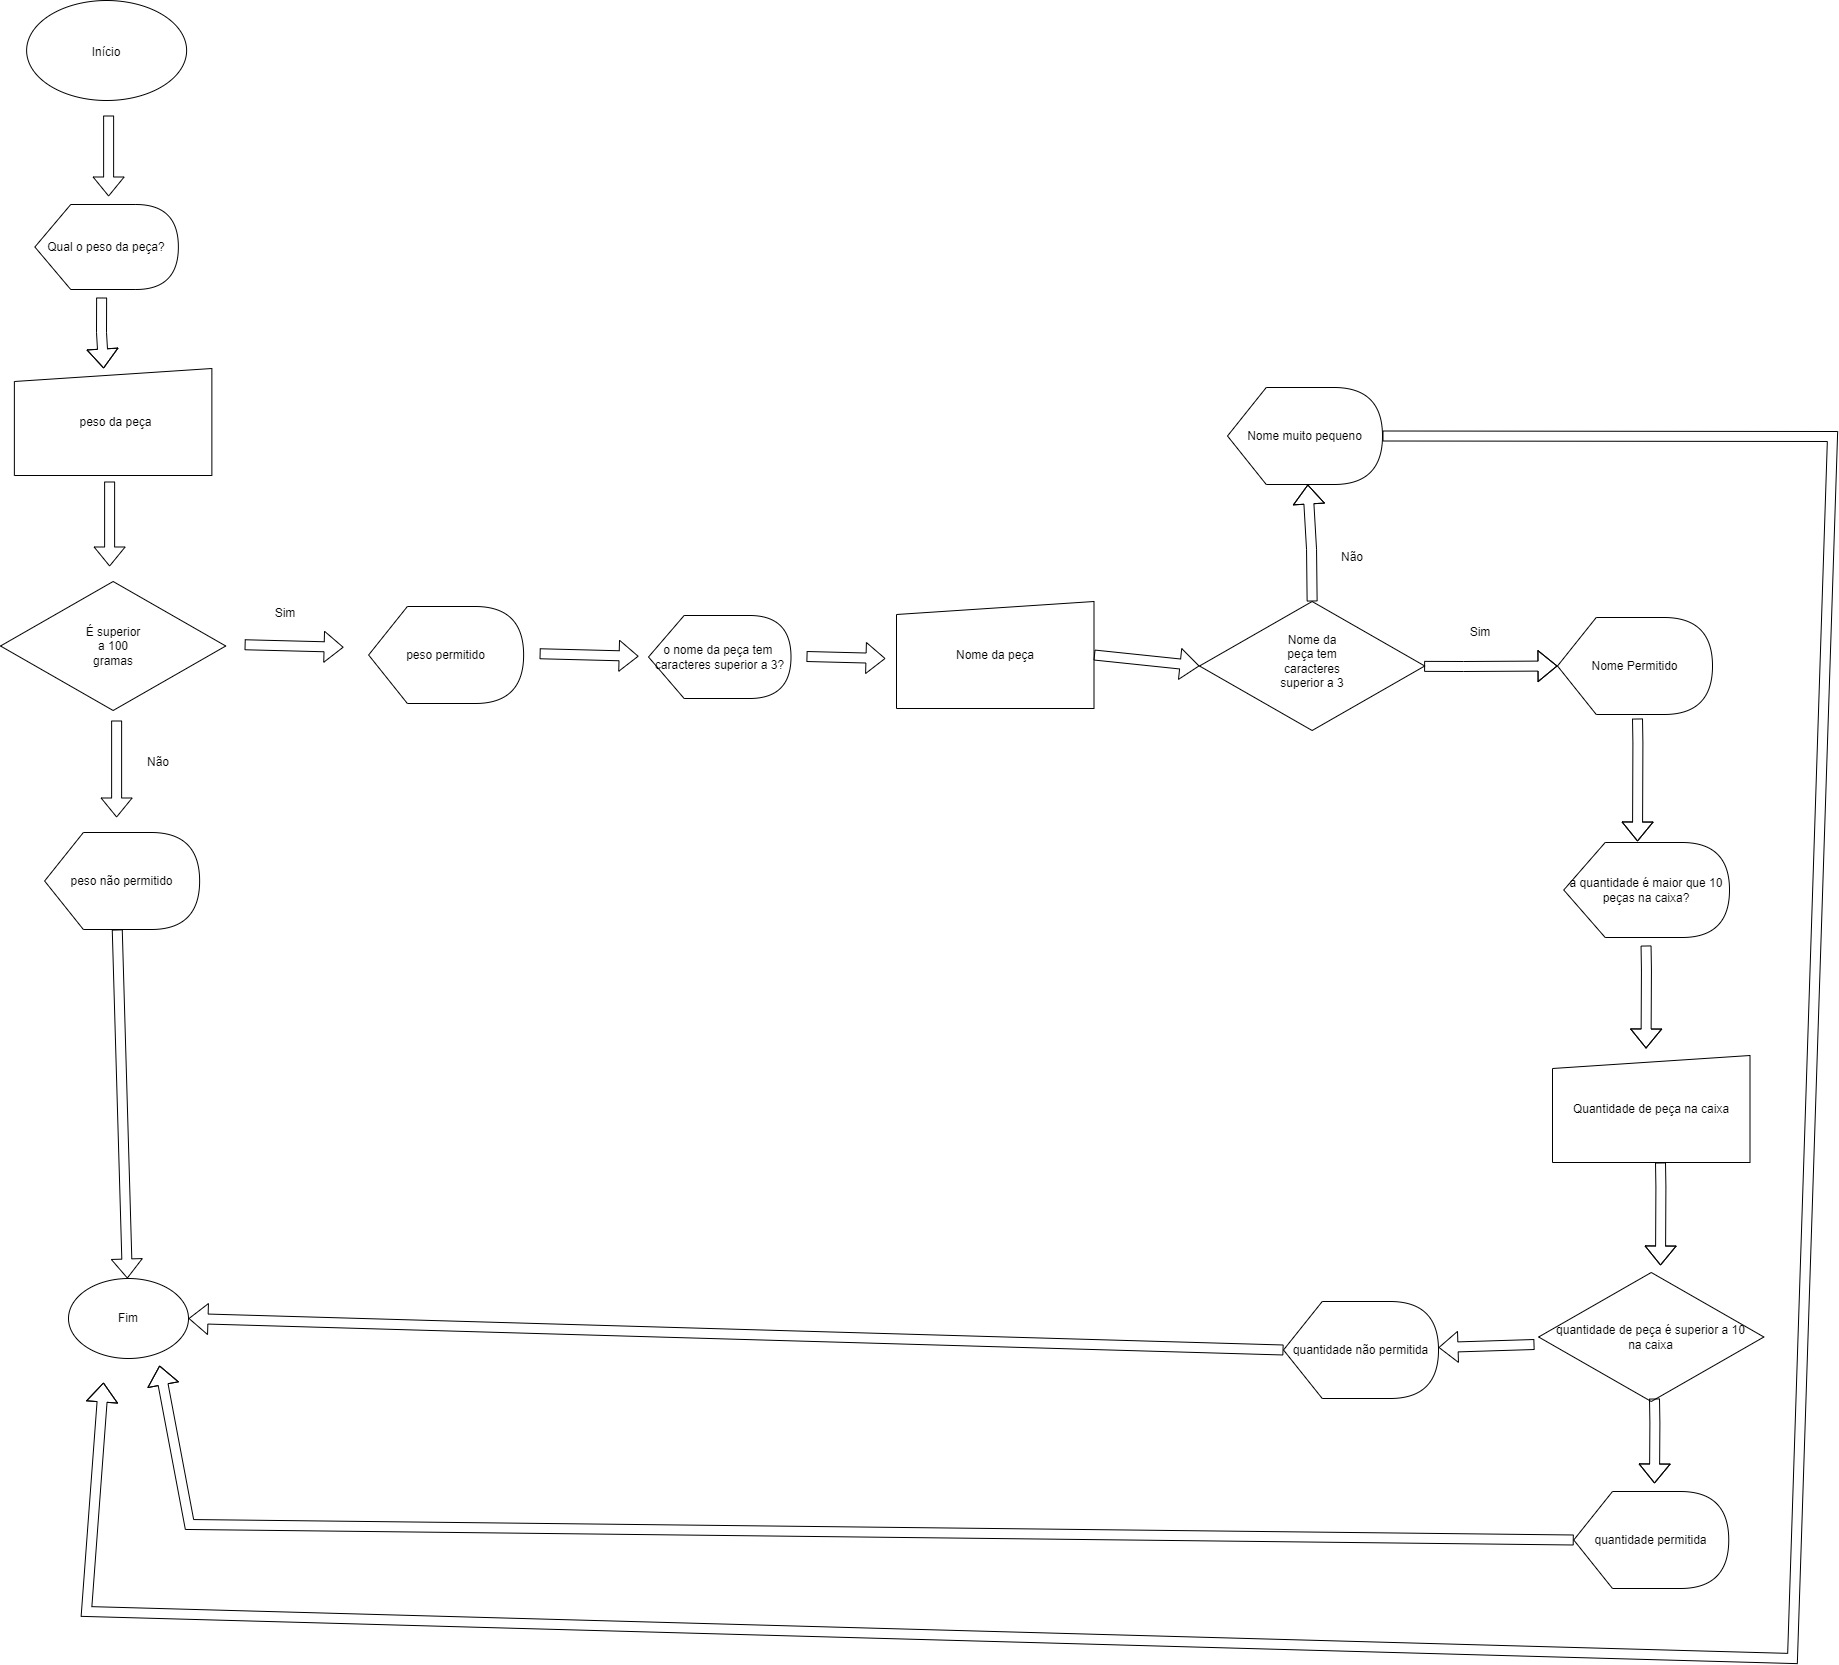 Início
Qual o peso da peça?
peso da peça
É superior
a 100
gramas
Sim
Não
peso permitido
o nome da peça tem
caracteres superior a 3?
Nome da peça
Nome da
peça tem
caracteres
superior a 3
Não
Nome muito pequeno
Sim
Nome Permitido
a quantidade é maior que 10
peças na caixa?
Quantidade de peça na caixa
quantidade de peça é superior a 10
na caixa
quantidade não permitida
quantidade permitida
peso não permitido
Fim